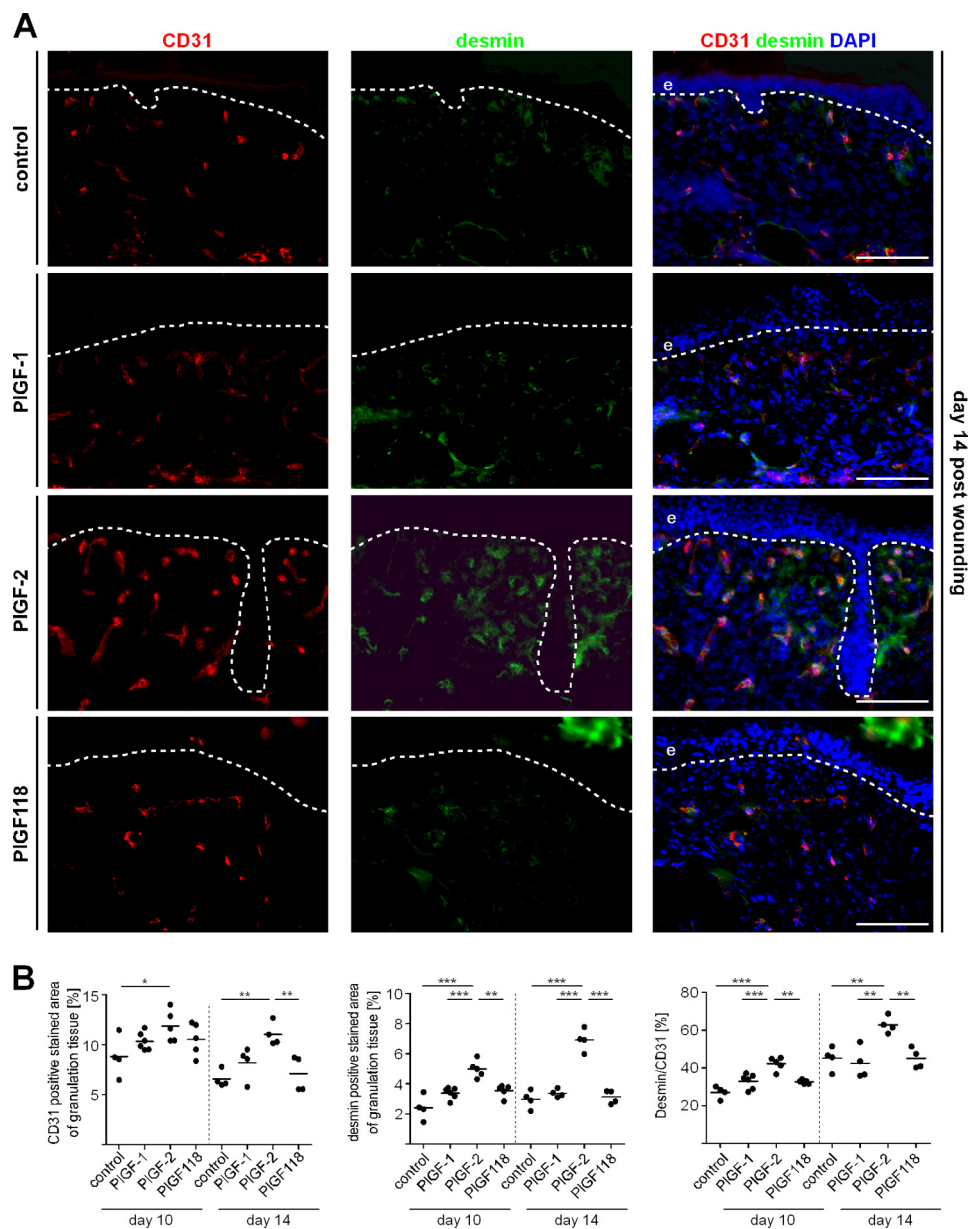 A
CD31
desmin
CD31 desmin DAPI
control
e
PlGF-1
e
PlGF-2
e
PlGF118
e
day 14 post wounding
B
CD31 positive stained area
of granulation tissue [%]
15
10
5
*
**
**
control
PlGF-1
PlGF-2
PlGF118
control
PlGF-1
PlGF-2
PlGF118
day 10
day 14
desmin positive stained area
of granulation tissue [%]
10
8
6
4
2
***
***
**
***
***
***
control
PlGF-1
PlGF-2
PlGF118
control
PlGF-1
PlGF-2
PlGF118
day 10
day 14
Desmin/CD31 [%]
80
60
40
20
***
***
**
**
**
**
control
PlGF-1
PlGF-2
PlGF118
control
PlGF-1
PlGF-2
PlGF118
day 10
day 14